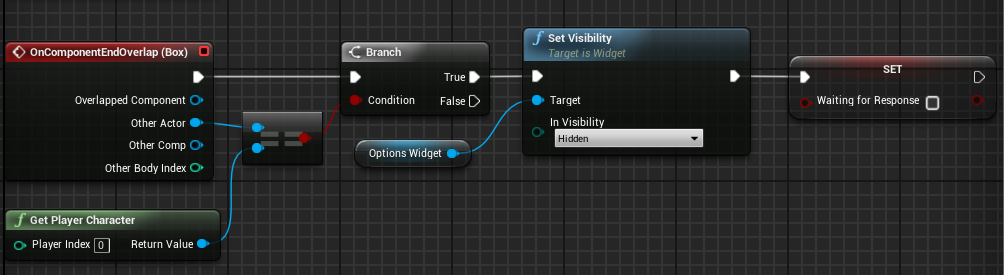 OnComponentEndOverlap (Box)
Overlapped Component
Other Actor
Other Comp
Other Body Index
Get Player Character
Player Index 0 Return Value
Branch
True
Condition
False
Options Widget
f Set Visibility
Target is Widget
Target
In Visibility
Hidden
SET
Waiting for Response